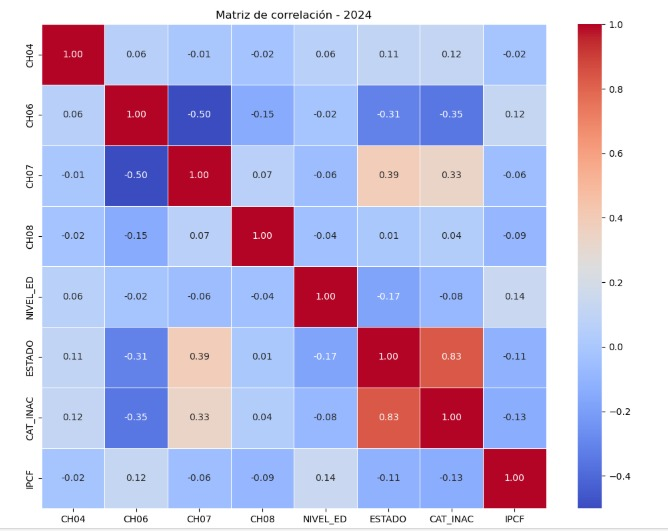 Matriz de correlación - 2024
CH04 1.00 0.06 -0.01 -0.02 0.06 0.11 0.12 -0.02
CH06 0.06 1.00 -0.50 -0.15 -0.02 -0.31 -0.35 0.12
CH07 -0.01 -0.50 1.00 0.07 -0.06 0.39 0.33 -0.06
CH08 -0.02 -0.15 0.07 1.00 -0.04 0.01 0.04 -0.09
NIVEL_ED 0.06 -0.02 -0.06 -0.04 1.00 -0.17 -0.08 0.14
ESTADO 0.11 -0.31 0.39 0.01 -0.17 1.00 0.83 -0.11
CAT_INAC 0.12 -0.35 0.33 0.04 -0.08 0.83 1.00 -0.13
IPCF -0.02 0.12 -0.06 -0.09 0.14 -0.11 -0.13 1.00
CH04 CH06 CH07 CH08 NIVEL_ED ESTADO CAT_INAC IPCF
1.0
0.8
0.6
0.4
0.2
0.0
−0.2
−0.4